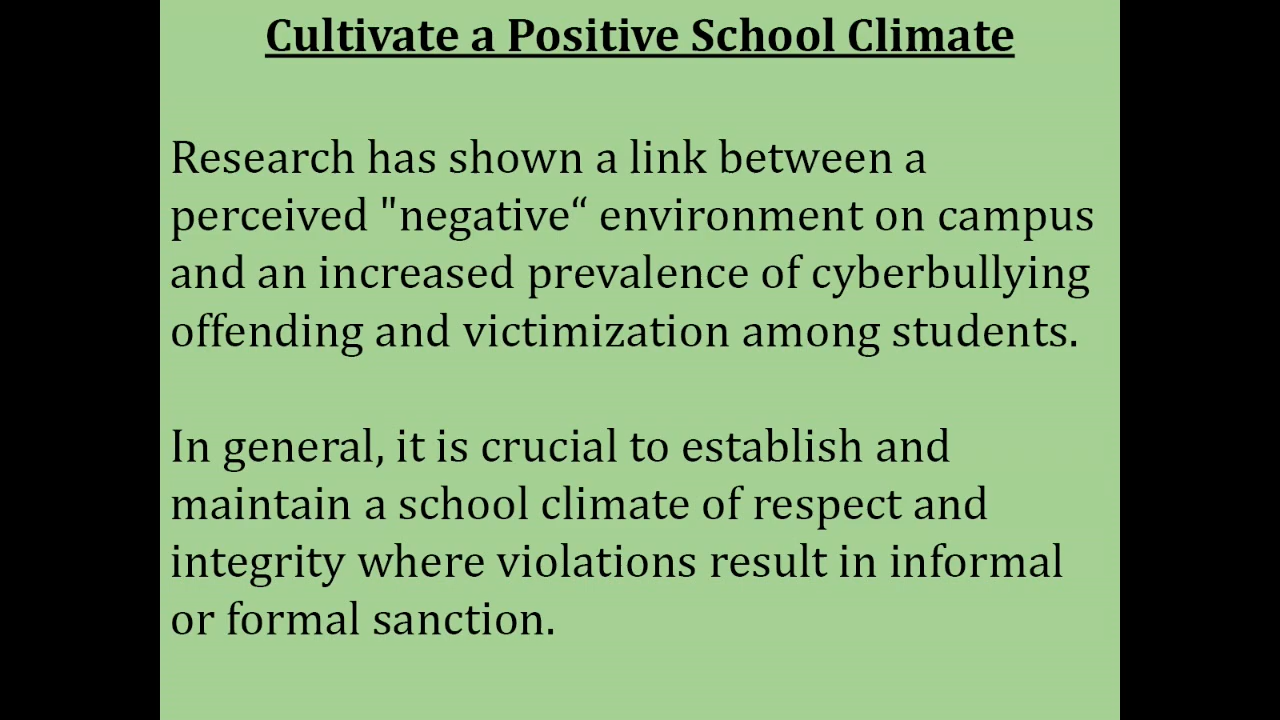 Cultivate a Positive School Climate
Research has shown a link between a
perceived "negative“ environment on campus
and an increased prevalence of cyberbullying
offending and victimization among students.
In general, it is crucial to establish and
maintain a school climate of respect and
integrity where violations result in informal
or formal sanction.